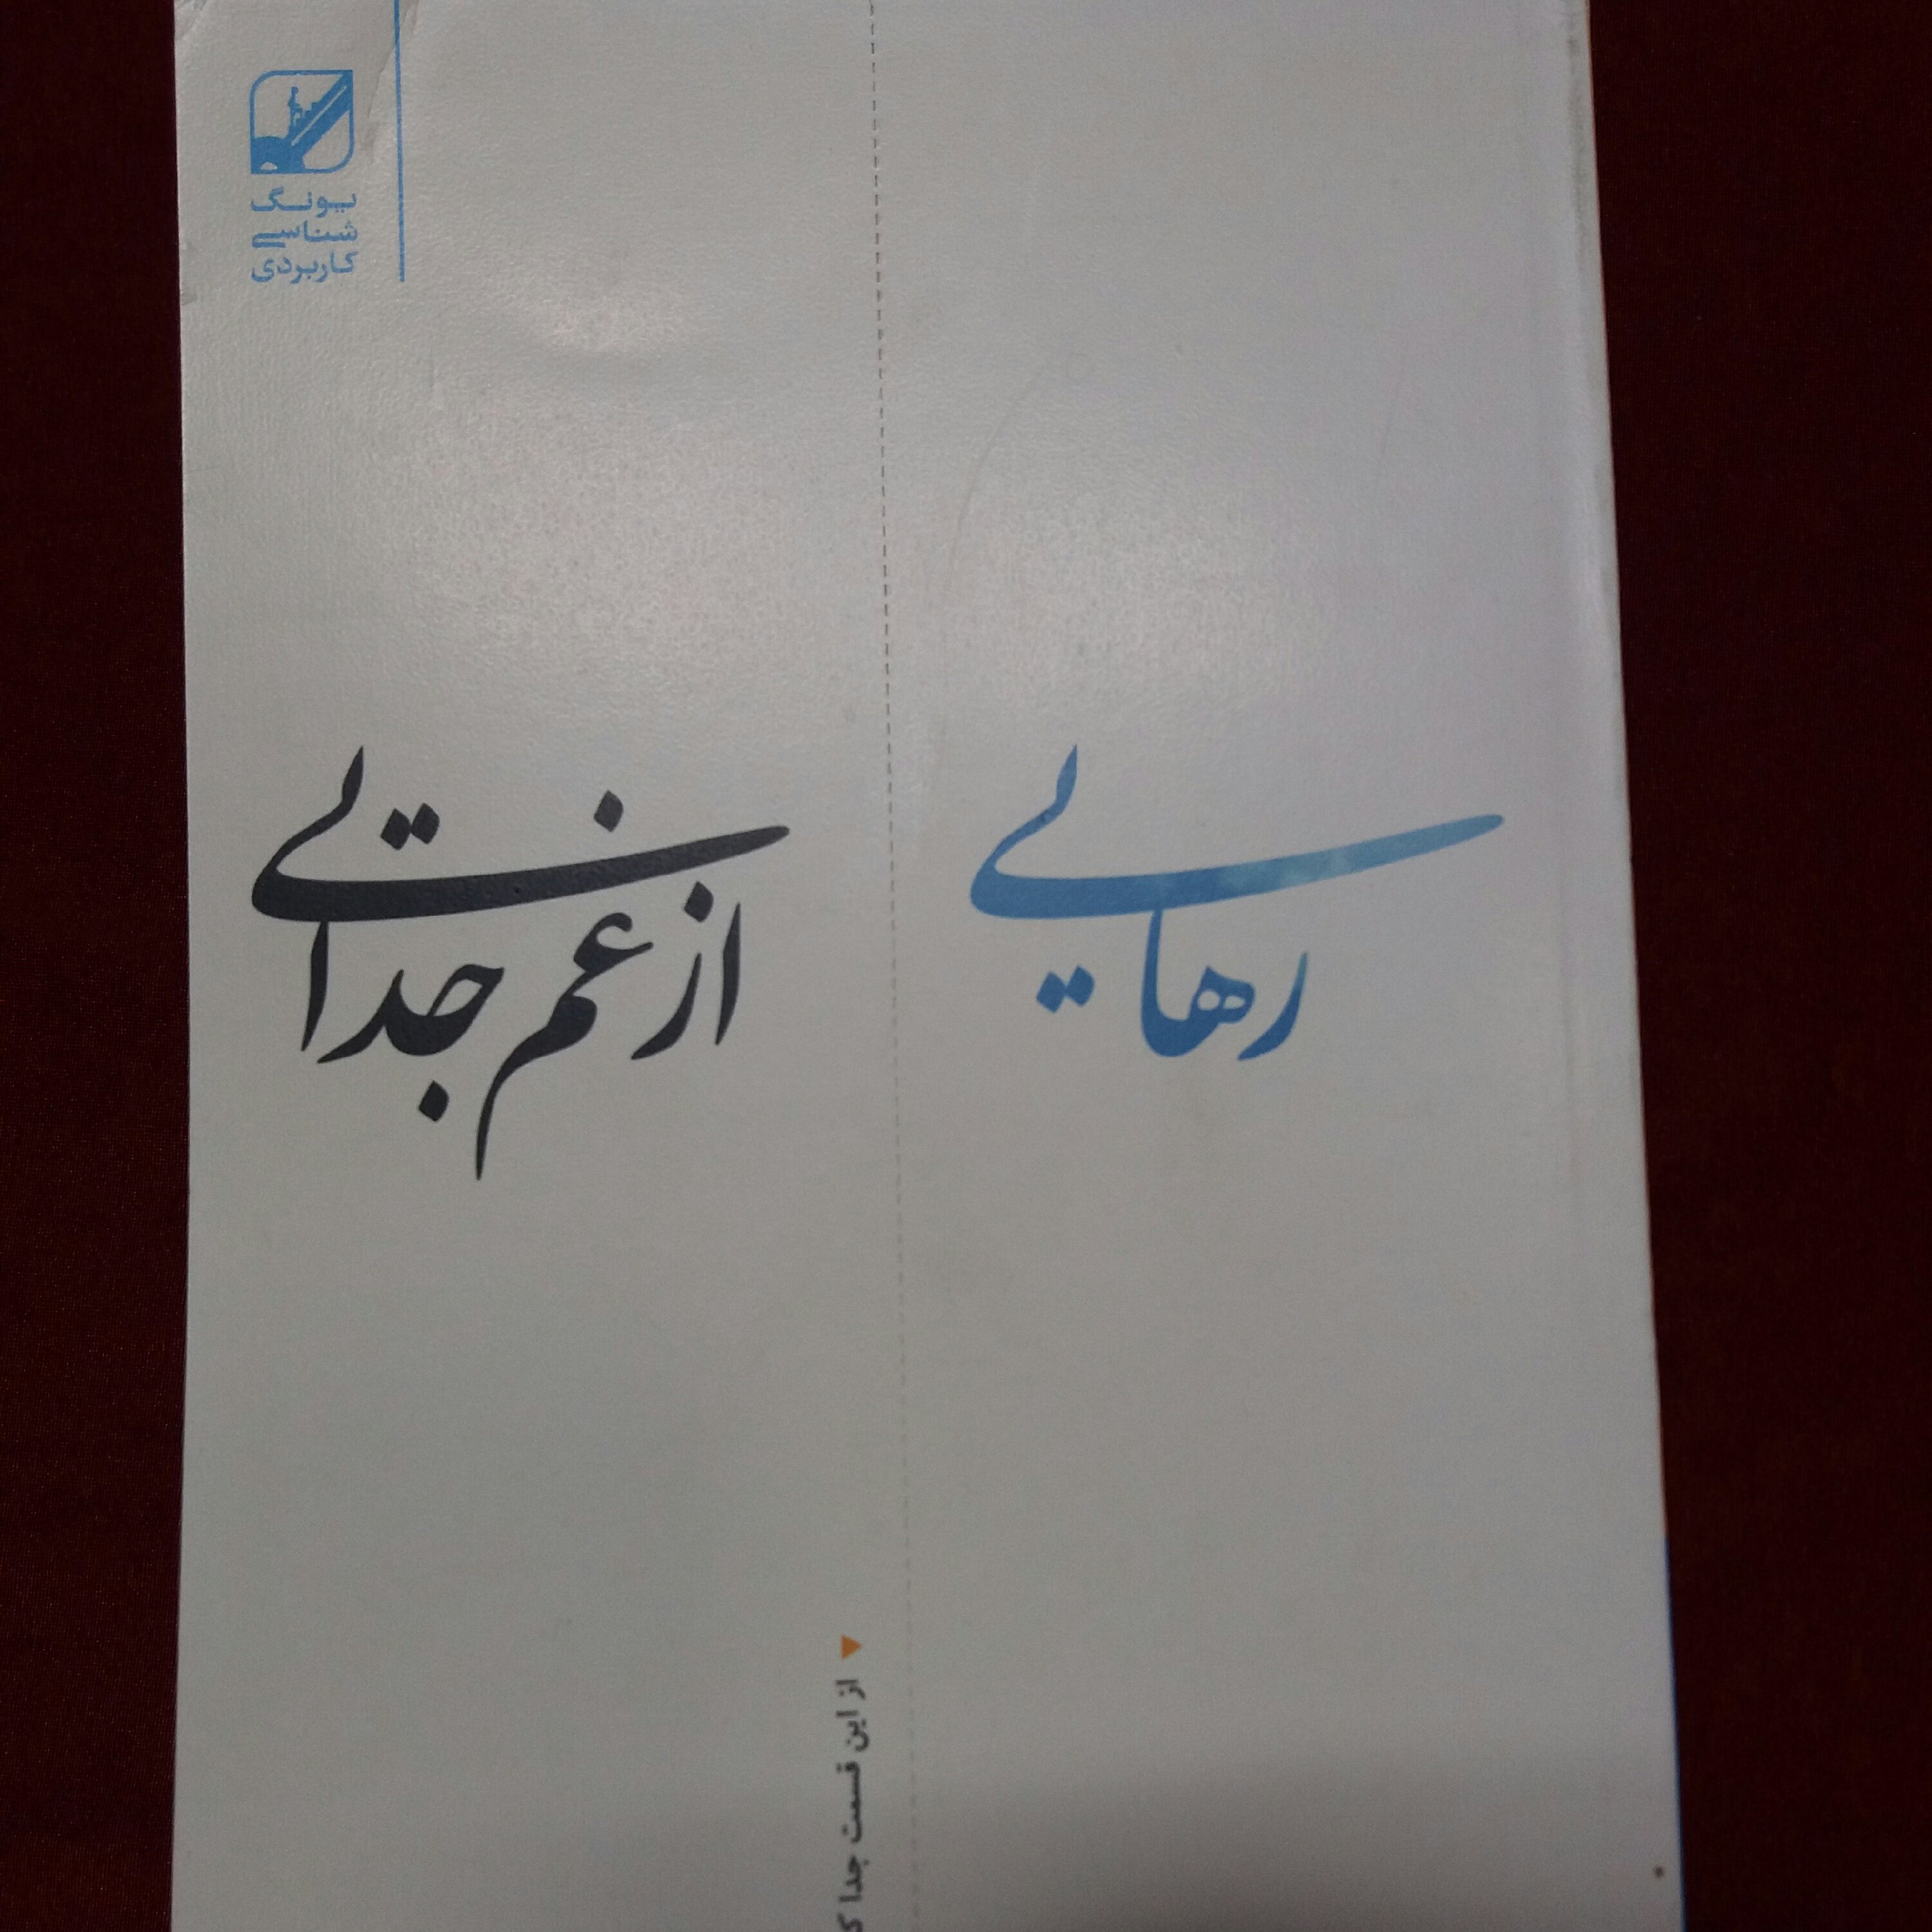 یونگ
شناسی
کاربردی
رهایی
از غم جدایی
از این قسمت جدا